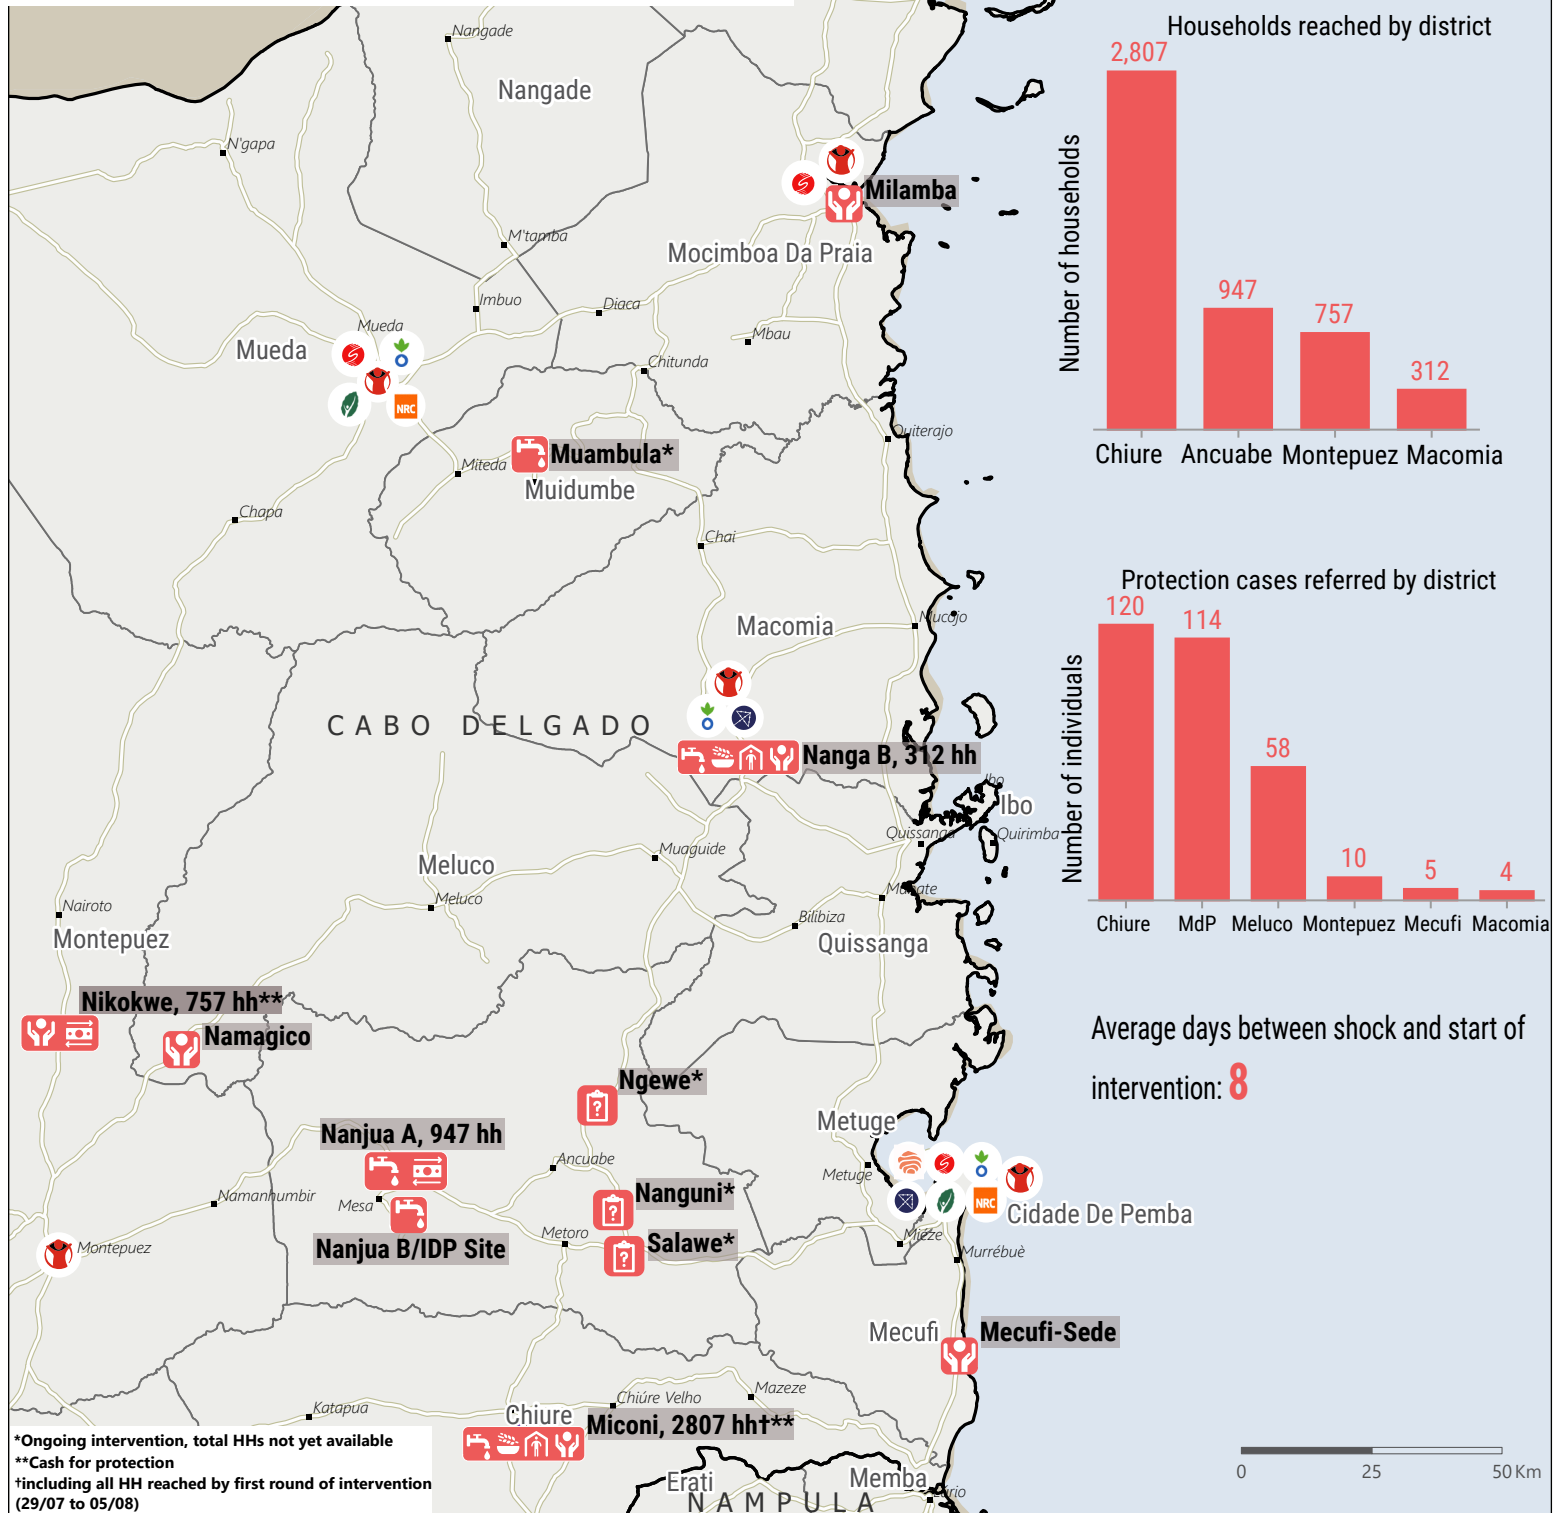 Nangade
Nangade
N'gapa
Milamba
M'tamba
Mocimboa Da Praia
Imbuo
Diaca
Mueda
Mueda
Mbau
Chitunda
NRC
Quiterajo
Muambula*
Miteda
Muidumbe
Chapa
Chai
Macomia
Mucojo
CABO DELGADO
Nanga B, 312 hh
Ibo
Ibo
Quissanga
Quirimba
Muaguide
Meluco
Meluco
Nairoto
Bilibiza
Montepuez
Quissanga
Nikokwe, 757 hh**
Namagico
Ngewe*
Metuge
Nanjua A, 947 hh
Ancuabe
Metuge
Nanguni*
Namanhumbir
Mesa
NRC
Cidade De Pemba
Metoro
Salawe*
Nanjua B/IDP Site
Miéze
Murrébuè
Montepuez
Mecufi
Mecufi-Sede
Chiúre Velho
Mazeze
Katapua
Chiure
Miconi, 2807 hh†**
Erati
Memba
NAMPULA
*Ongoing intervention, total HHs not yet available
**Cash for protection
†including all HH reached by first round of intervention
(29/07 to 05/08)
Households reached by district
Number of households
2,807
947
757
312
Chiure Ancuabe Montepuez Macomia
Protection cases referred by district
Number of individuals
120
114
58
10
5
4
Chiure MdP Meluco Montepuez Mecufi Macomia
Average days between shock and start of
intervention: 8
0 25 50 Km